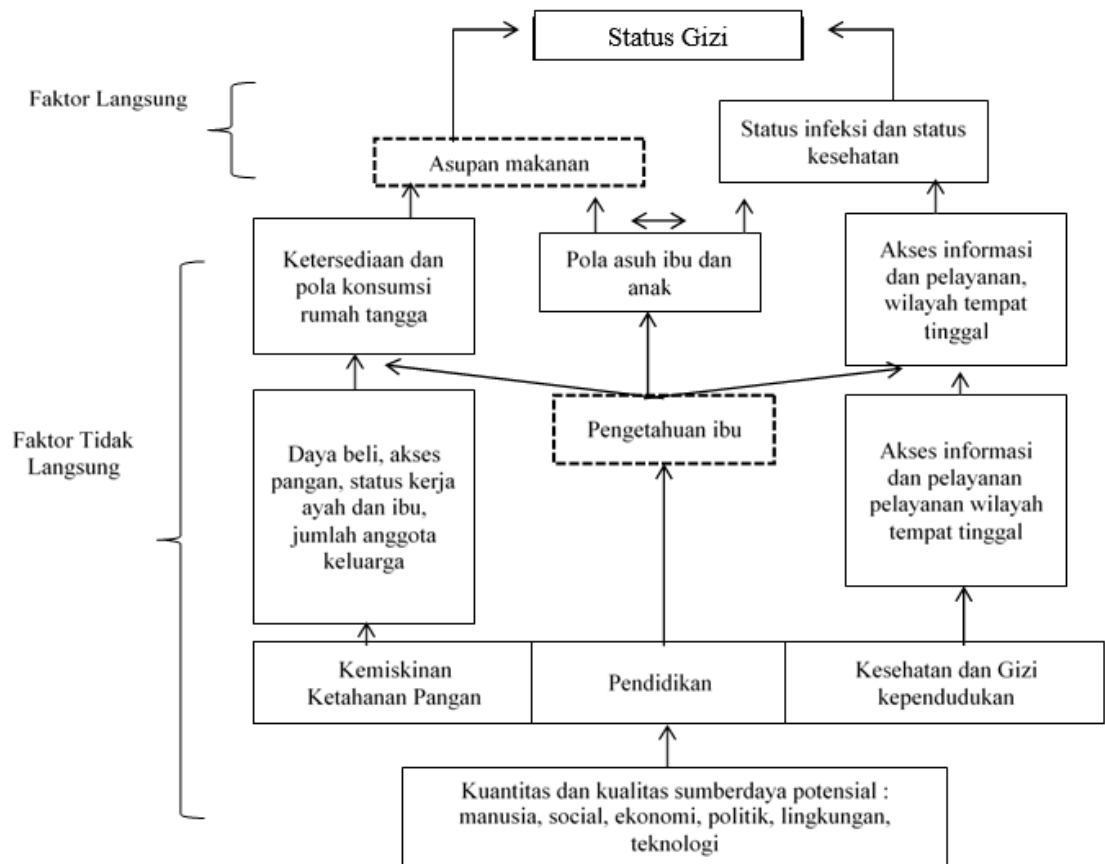 Status Gizi
Faktor Langsung
Status infeksi dan status
kesehatan
Asupan makanan
Ketersediaan dan
pola konsumsi
rumah tangga
Pola asuh ibu dan
anak
Akses informasi
dan pelayanan,
wilayah tempat
tinggal
Faktor Tidak
Langsung
Daya beli, akses
pangan, status kerja
ayah dan ibu,
jumlah anggota
keluarga
Pengetahuan ibu
Akses informasi
dan pelayanan
pelayanan wilayah
tempat tinggal
Kemiskinan
Ketahanan Pangan
Pendidikan
Kesehatan dan Gizi
kependudukan
Kuantitas dan kualitas sumberdaya potensial :
manusia, social, ekonomi, politik, lingkungan,
teknologi